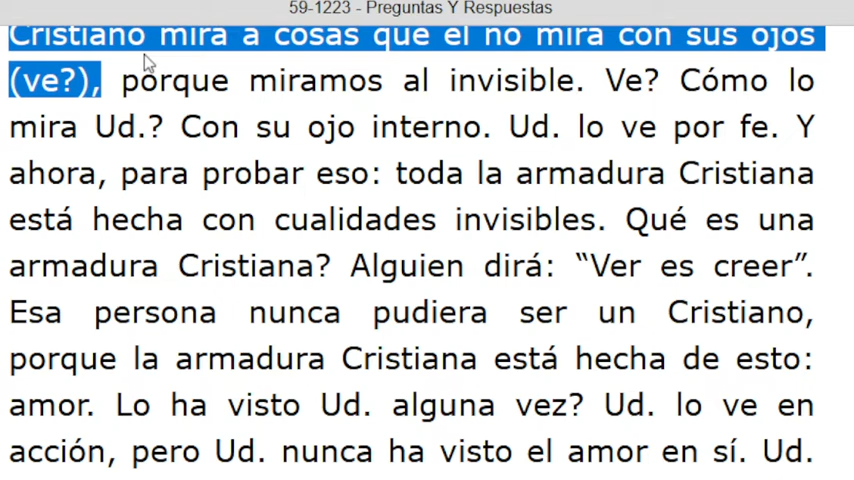 59-1223 - Preguntas Y Respuestas
Cristiano mira a cosas que él no mira con sus ojos
(ve?), porque miramos al invisible. Ve? Cómo lo
mira Ud.? Con su ojo interno. Ud. lo ve por fe. Y
ahora, para probar eso: toda la armadura Cristiana
está hecha con cualidades invisibles. Qué es una
armadura Cristiana? Alguien dirá: “Ver es creer”.
Esa persona nunca pudiera ser un Cristiano,
porque la armadura Cristiana está hecha de esto:
amor. Lo ha visto Ud. alguna vez? Ud. lo ve en
acción, pero Ud. nunca ha visto el amor en sí. Ud.